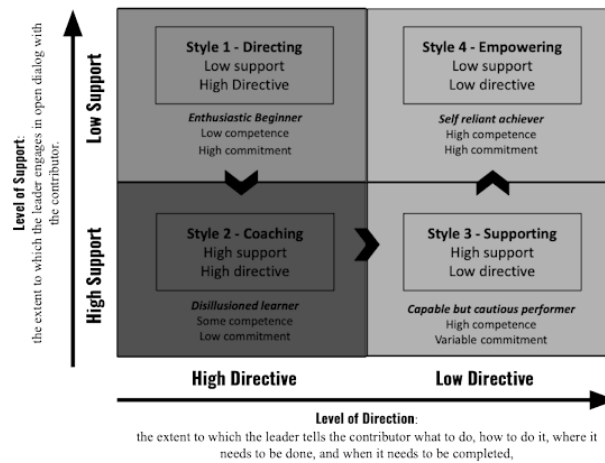 Level of Support:
the extent to which the leader engages in open dialog with
the contributor.
Low Support
High Support
Style 1 - Directing
Low support
High Directive
Enthusiastic Beginner
Low competence
High commitment
Style 4 - Empowering
Low support
Low directive
Self reliant achiever
High competence
High commitment
Style 2 - Coaching
High support
High directive
Disillusioned learner
Some competence
Low commitment
Style 3 - Supporting
High support
Low directive
Capable but cautious performer
High competence
Variable commitment
High Directive
Low Directive
Level of Direction:
the extent to which the leader tells the contributor what to do, how to do it, where it
needs to be done, and when it needs to be completed,